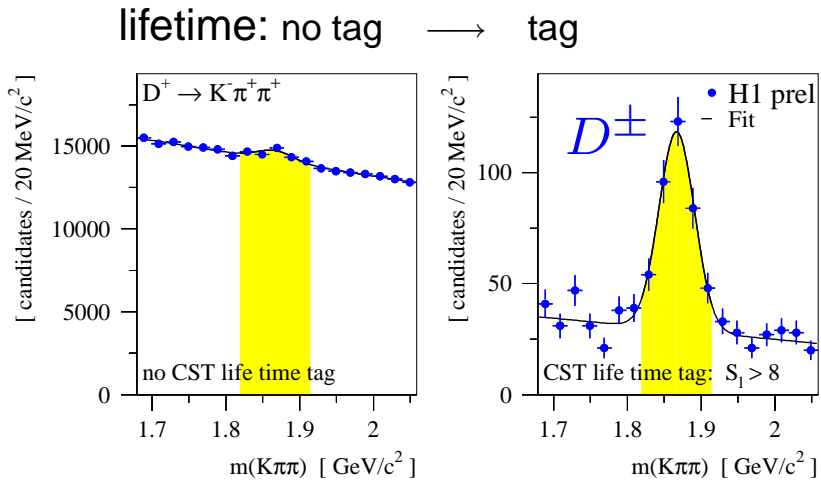 lifetime: no tag → tag
D⁺ → K⁻π⁺π⁺
[ candidates / 20 MeV/c² ]
15000
10000
5000
0
no CST life time tag
1.7 1.8 1.9 2
m(Kππ) [ GeV/c² ]
D±
H1 prel
Fit
[ candidates / 20 MeV/c² ]
100
50
0
CST life time tag: S_l > 8
1.7 1.8 1.9 2
m(Kππ) [ GeV/c² ]